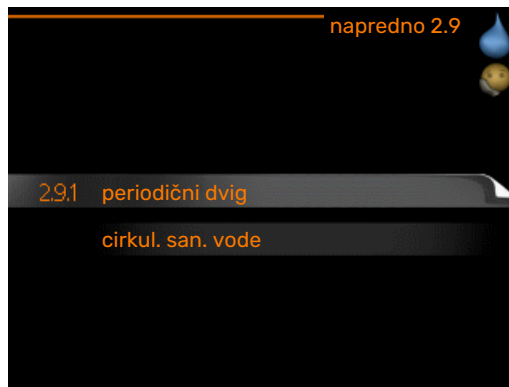 napredno 2.9
2.9.1 periodični dvig
cirkul. san. vode